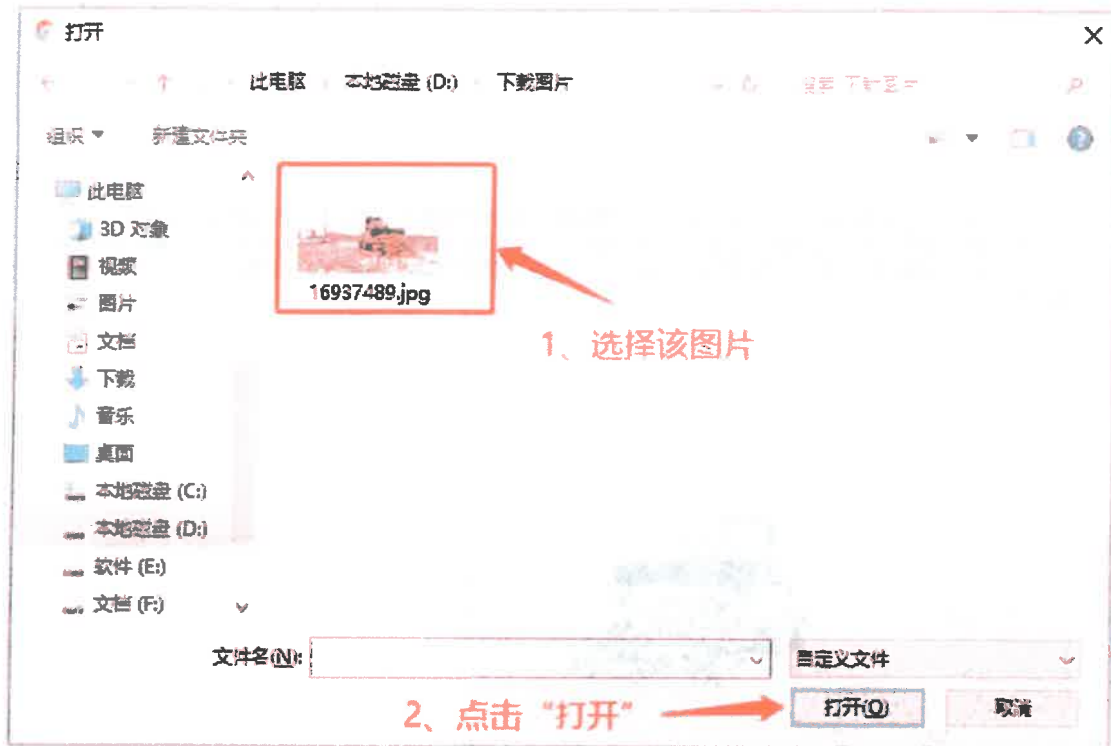 打开
此电脑 本地磁盘 (D:) 下载图片
组织 新建文件夹
此电脑
3D 对象
视频
图片
文档
下载
音乐
桌面
本地磁盘 (C:)
本地磁盘 (D:)
软件 (E:)
文档 (F:)
16937489.jpg
1、选择该图片
文件名(N):
自定义文件
2、点击“打开”
打开(O)
取消